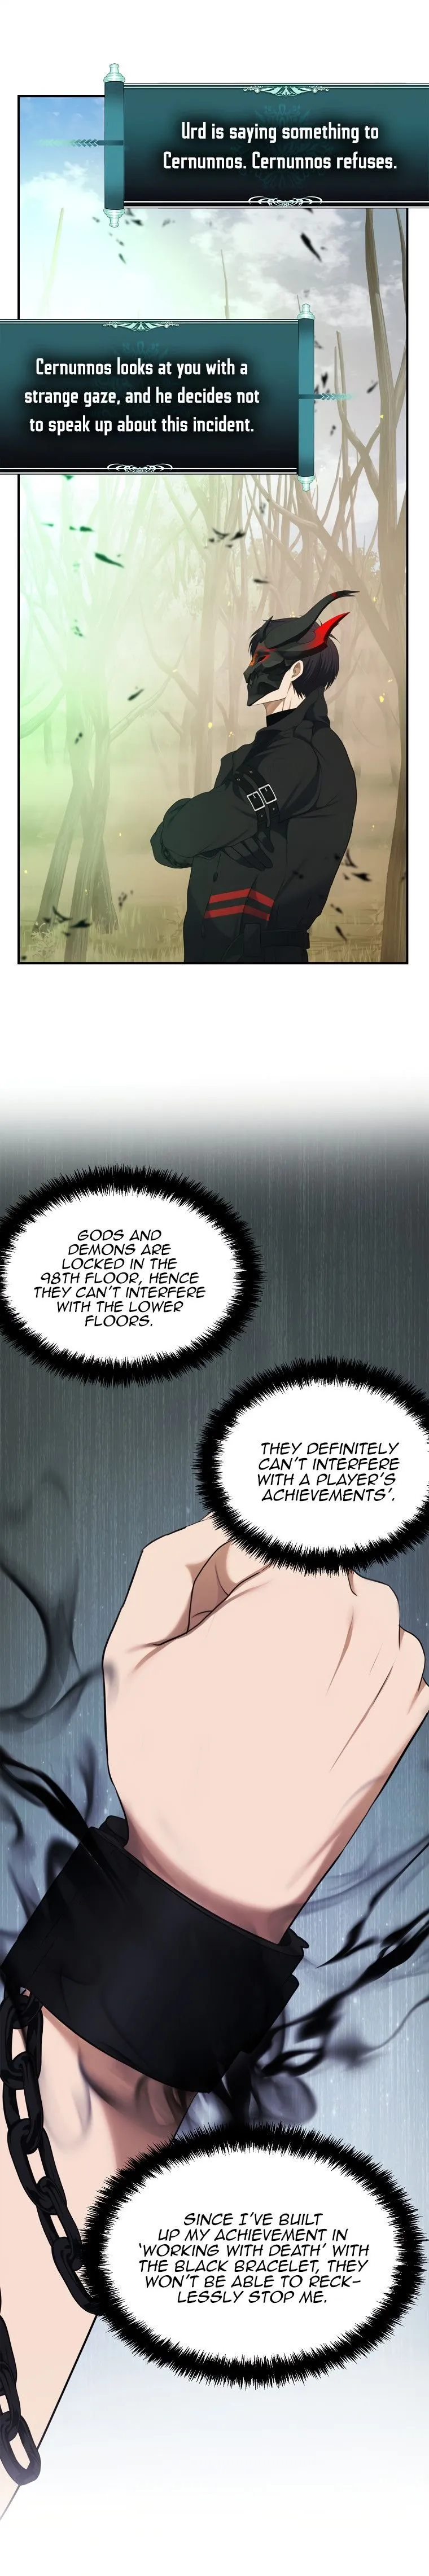 Urd is saying something to
Cernunnos. Cernunnos refuses.
Cernunnos looks at you with a
strange gaze, and he decides not
to speak up about this incident.
GODS AND
DEMONS ARE
LOCKED IN THE
98TH FLOOR, HENCE
THEY CAN'T INTERFERE
WITH THE LOWER
FLOORS.
THEY DEFINITELY
CAN'T INTERFERE
WITH A PLAYER'S
ACHIEVEMENTS'.
SINCE I'VE BUILT
UP MY ACHIEVEMENT IN
'WORKING WITH DEATH' WITH
THE BLACK BRACELET, THEY
WON'T BE ABLE TO RECK-
LESSLY STOP ME.